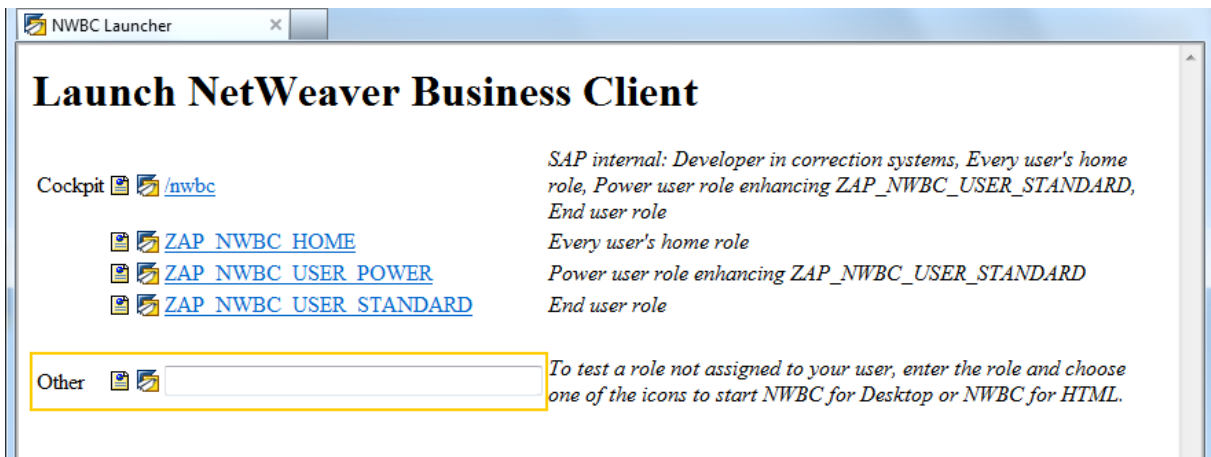 NWBC Launcher
Launch NetWeaver Business Client
SAP internal: Developer in correction systems, Every user's home
Cockpit /nwbc role, Power user role enhancing ZAP_NWBC_USER_STANDARD,
End user role
ZAP_NWBC_HOME Every user's home role
ZAP_NWBC_USER_POWER Power user role enhancing ZAP_NWBC_USER_STANDARD
ZAP_NWBC_USER_STANDARD End user role
Other To test a role not assigned to your user, enter the role and choose
one of the icons to start NWBC for Desktop or NWBC for HTML.